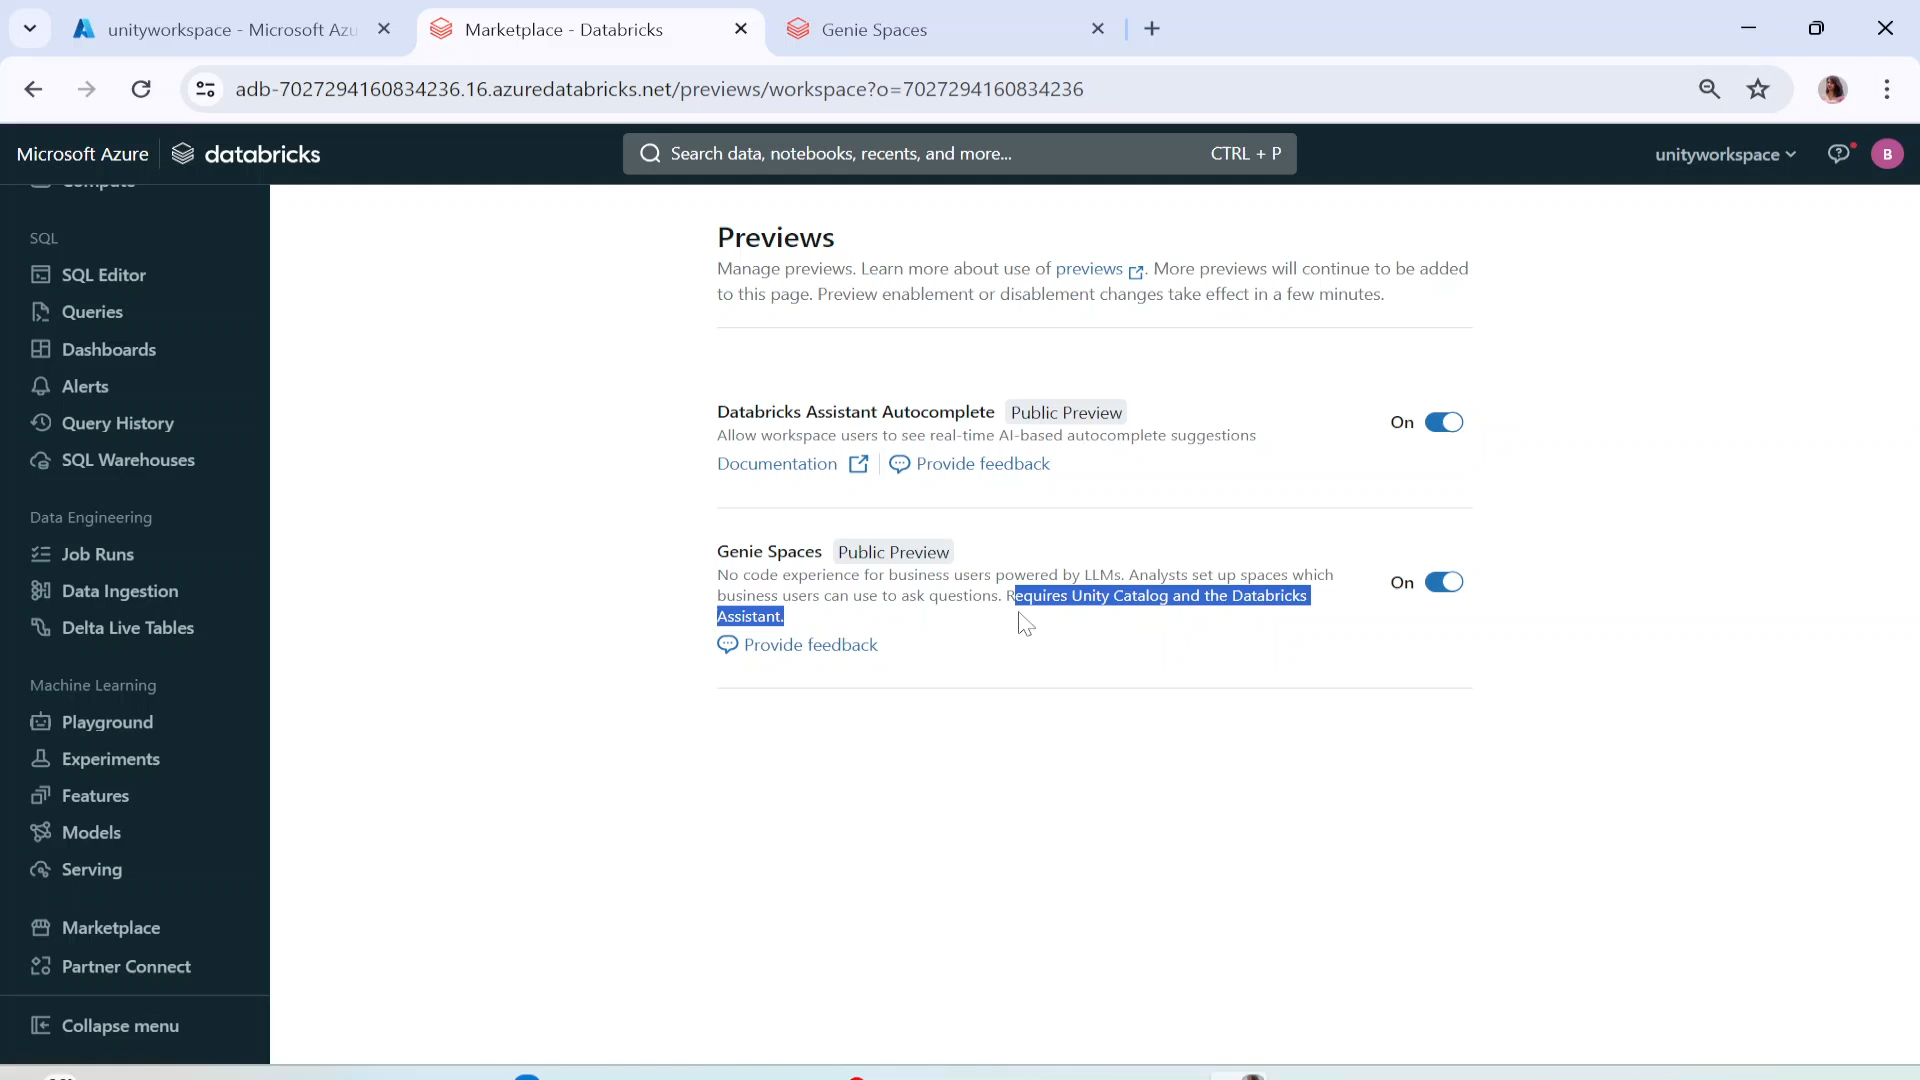 unityworkspace - Microsoft Azu
Marketplace - Databricks
Genie Spaces
adb-7027294160834236.16.azuredatabricks.net/previews/workspace?o=7027294160834236
Microsoft Azure
databricks
Search data, notebooks, recents, and more...
CTRL + P
unityworkspace
B
Compute
SQL
SQL Editor
Queries
Dashboards
Alerts
Query History
SQL Warehouses
Data Engineering
Job Runs
Data Ingestion
Delta Live Tables
Machine Learning
Playground
Experiments
Features
Models
Serving
Marketplace
Partner Connect
Collapse menu
Previews
Manage previews. Learn more about use of previews. More previews will continue to be added
to this page. Preview enablement or disablement changes take effect in a few minutes.
Databricks Assistant Autocomplete Public Preview
Allow workspace users to see real-time AI-based autocomplete suggestions
On
Documentation Provide feedback
Genie Spaces Public Preview
No code experience for business users powered by LLMs. Analysts set up spaces which
business users can use to ask questions. Requires Unity Catalog and the Databricks
Assistant.
On
Provide feedback